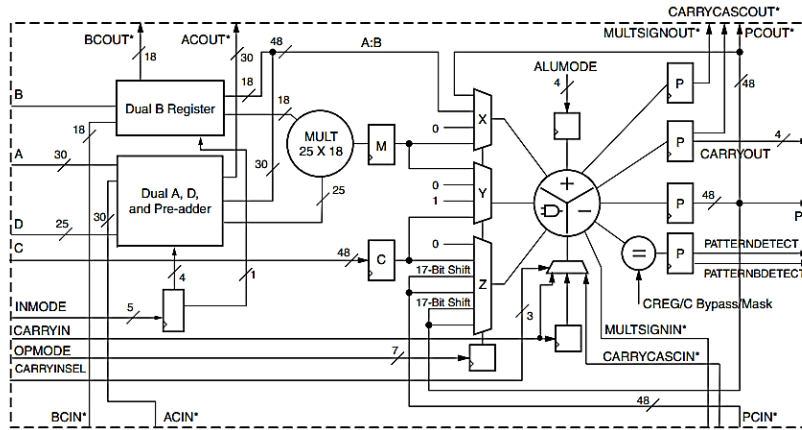 CARRYCASCOUT*
BCOUT* ACOUT* MULTSIGNOUT* PCOUT*
48 A:B
18 30
18 ALUMODE 48
B Dual B Register 18 4 P
18 MULT 25 X 18 M 0 X
A 30 P 4
CARRYOUT
Dual A, D, and Pre-adder 30 25 0 1 Y +
D 25 30 − P 48 P
C 48 C 0 = P PATTERNDETECT
PATTERNBDETECT
4 1 17-Bit Shift Z
17-Bit Shift CREG/C Bypass/Mask
INMODE 5 3 MULTSIGNIN*
CARRYIN
OPMODE 7 CARRYCASCIN*
CARRYINSEL
48
BCIN* ACIN* PCIN*